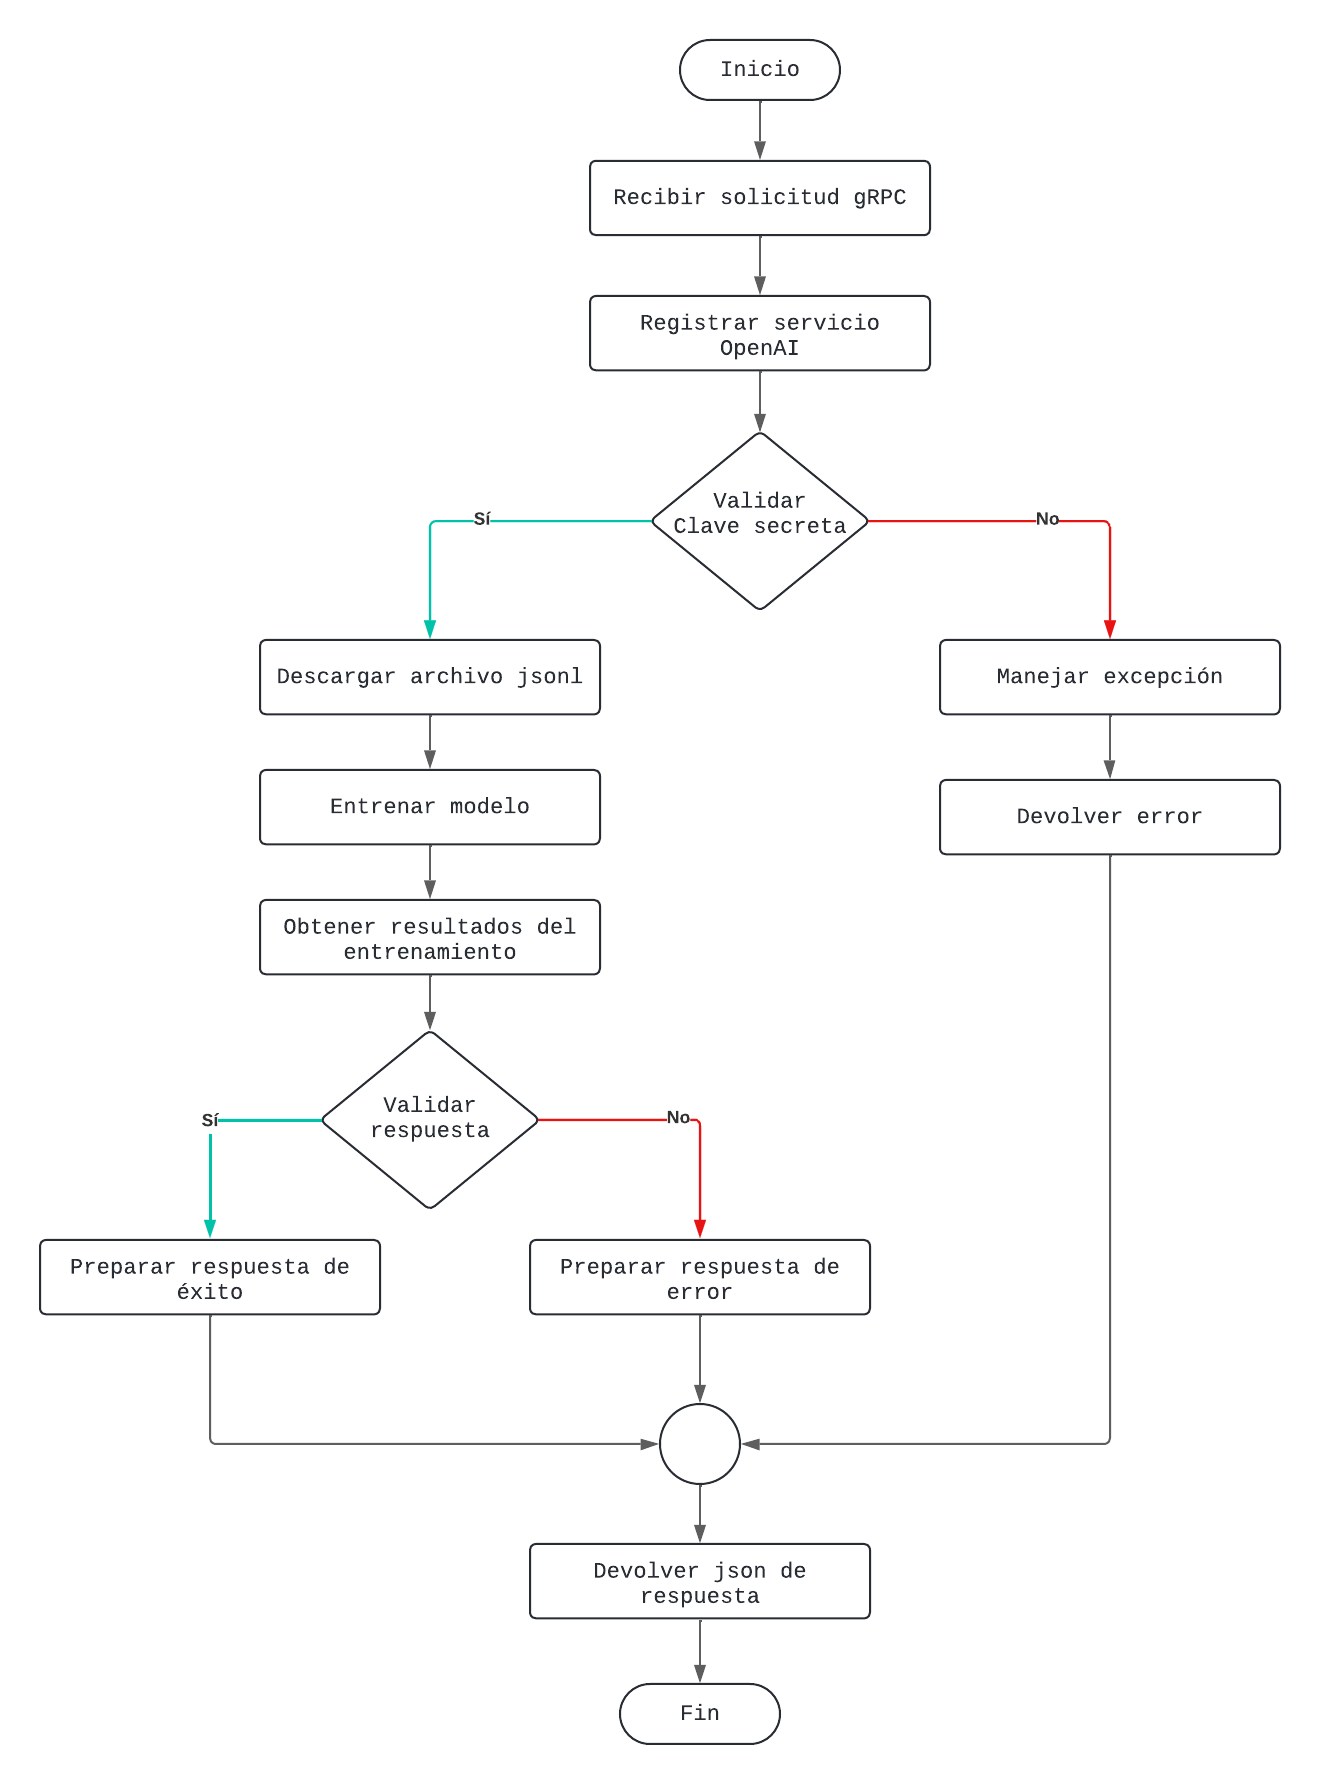 Inicio
Recibir solicitud gRPC
Registrar servicio
OpenAI
Validar
Clave secreta
Sí
No
Descargar archivo jsonl
Manejar excepción
Entrenar modelo
Devolver error
Obtener resultados del
entrenamiento
Validar
respuesta
Sí
No
Preparar respuesta de
éxito
Preparar respuesta de
error
Devolver json de
respuesta
Fin